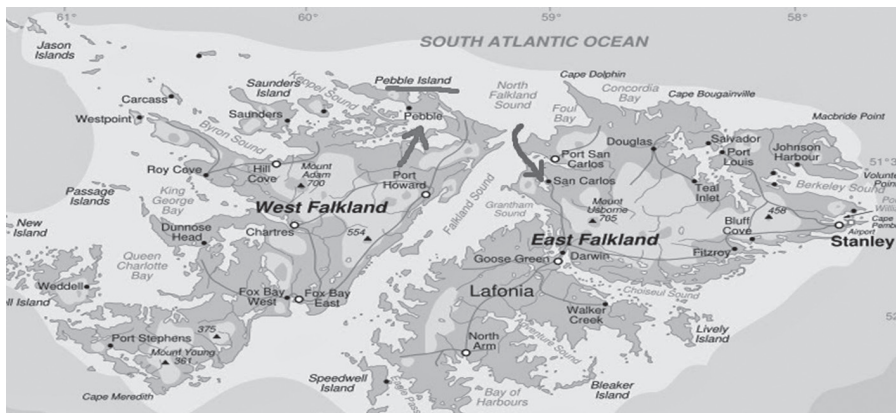 61°
60
59
58
Jason
Islands
SOUTH ATLANTIC OCEAN
Carcass
Westpoint
Saunders
Island
Saunders
Keppel Sound
Pebble Island
Pebble
North
Falkland
Sound
Cape Dolphin
Foul
Bay
Concordia
Bay
Cape Bougainville
Macbride Point
Byron Sound
Roy Cove
Hill
Cove
Mount
Adam
700
Port
Howard
Port San
Carlos
San Carlos
Douglas
Salvador
Port
Louis
Johnson
Harbour
51°3
Teal
Inlet
Berkeley Sound
Passage
Islands
King
George
Bay
West Falkland
Falkland Sound
Grantham
Sound
Mount
Usborne
705
New
Island
Dunnose
Head
Chartres
554
East Falkland
Bluff
Cove
458
Cape
Airport
Stanley
Queen
Charlotte
Bay
Goose Green
Darwin
Fitzroy
Weddell
Fox Bay
West
Fox Bay
East
Lafonia
Choiseul Sound
Walker
Creek
Lively
Island
375
Port Stephens
Mount Young
361
Cape Meredith
North
Arm
Speedwell
Island
Bay of
Harbours
Bleaker
Island